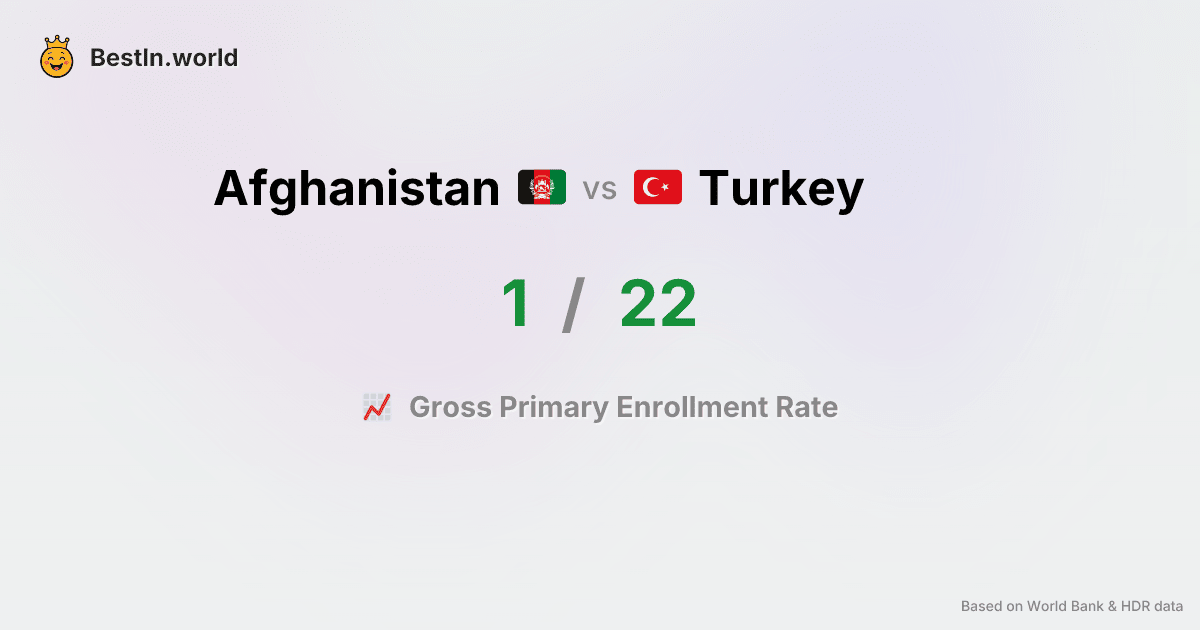 BestIn.world
Afghanistan vs Turkey
1 / 22
Gross Primary Enrollment Rate
Based on World Bank & HDR data